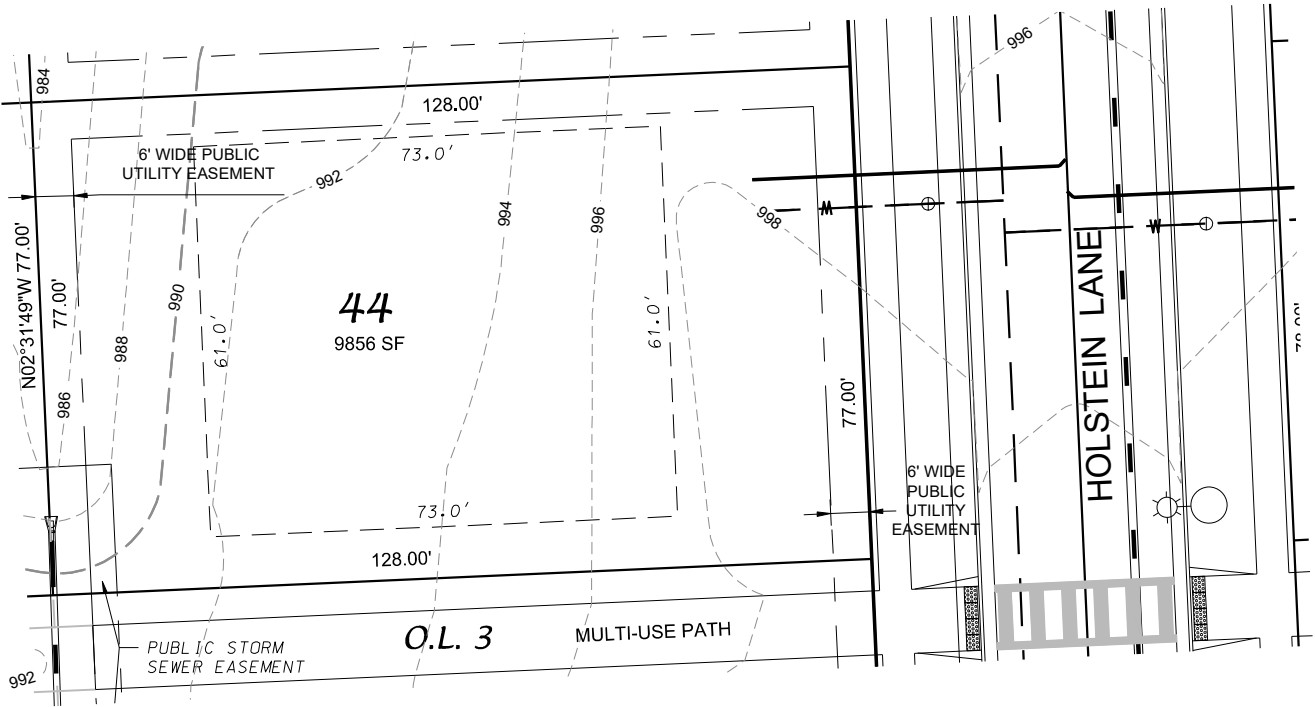 996
984
128.00'
73.0'
6' WIDE PUBLIC
UTILITY EASEMENT
992
994
996
998
W
W
N02°31'49"W 77.00'
77.00'
990
988
986
61.0'
44
9856 SF
61.0'
77.00'
HOLSTEIN LANE
6' WIDE
PUBLIC
UTILITY
EASEMENT
73.0'
128.00'
O.L. 3
MULTI-USE PATH
PUBLIC STORM
SEWER EASEMENT
992